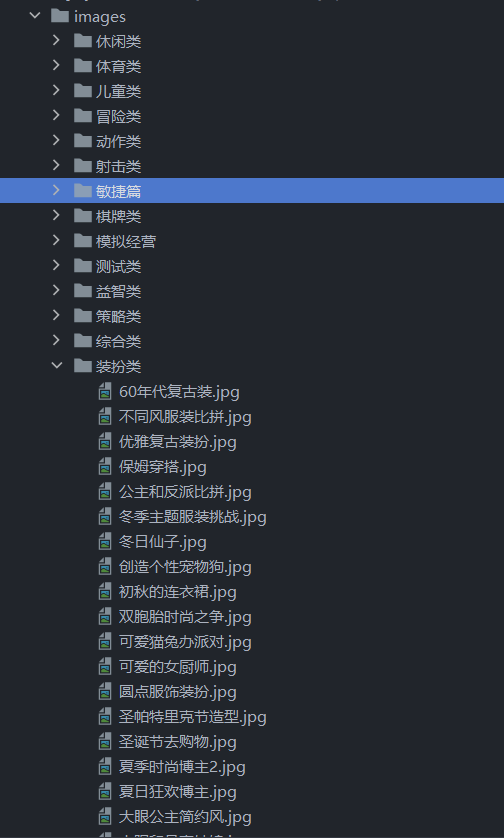 images
休闲类
体育类
儿童类
冒险类
动作类
射击类
敏捷篇
棋牌类
模拟经营
测试类
益智类
策略类
综合类
装扮类
60年代复古装.jpg
不同风服装比拼.jpg
优雅复古装扮.jpg
保姆穿搭.jpg
公主和反派比拼.jpg
冬季主题服装挑战.jpg
冬日仙子.jpg
创造个性宠物狗.jpg
初秋的连衣裙.jpg
双胞胎时尚之争.jpg
可爱猫兔办派对.jpg
可爱的女厨师.jpg
圆点服饰装扮.jpg
圣帕特里克节造型.jpg
圣诞节去购物.jpg
夏季时尚博主2.jpg
夏日狂欢博主.jpg
大眼公主简约风.jpg